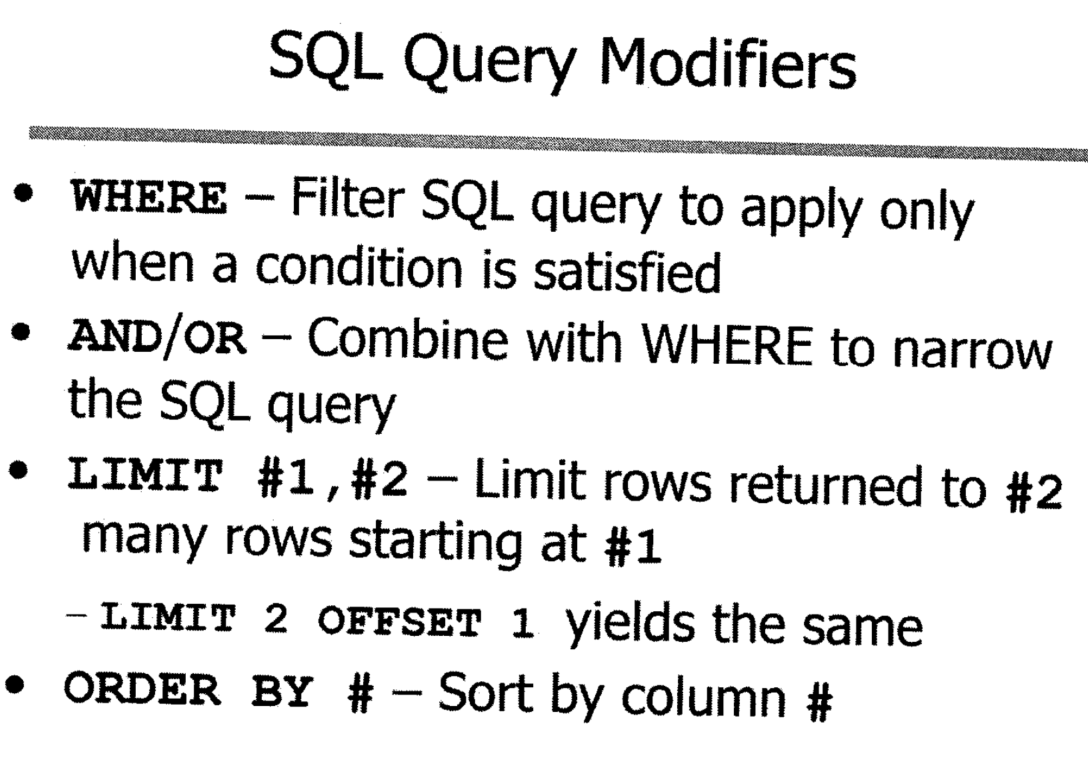 SQL Query Modifiers
• WHERE – Filter SQL query to apply only
when a condition is satisfied
• AND/OR – Combine with WHERE to narrow
the SQL query
• LIMIT #1,#2 – Limit rows returned to #2
many rows starting at #1
– LIMIT 2 OFFSET 1 yields the same
• ORDER BY # – Sort by column #